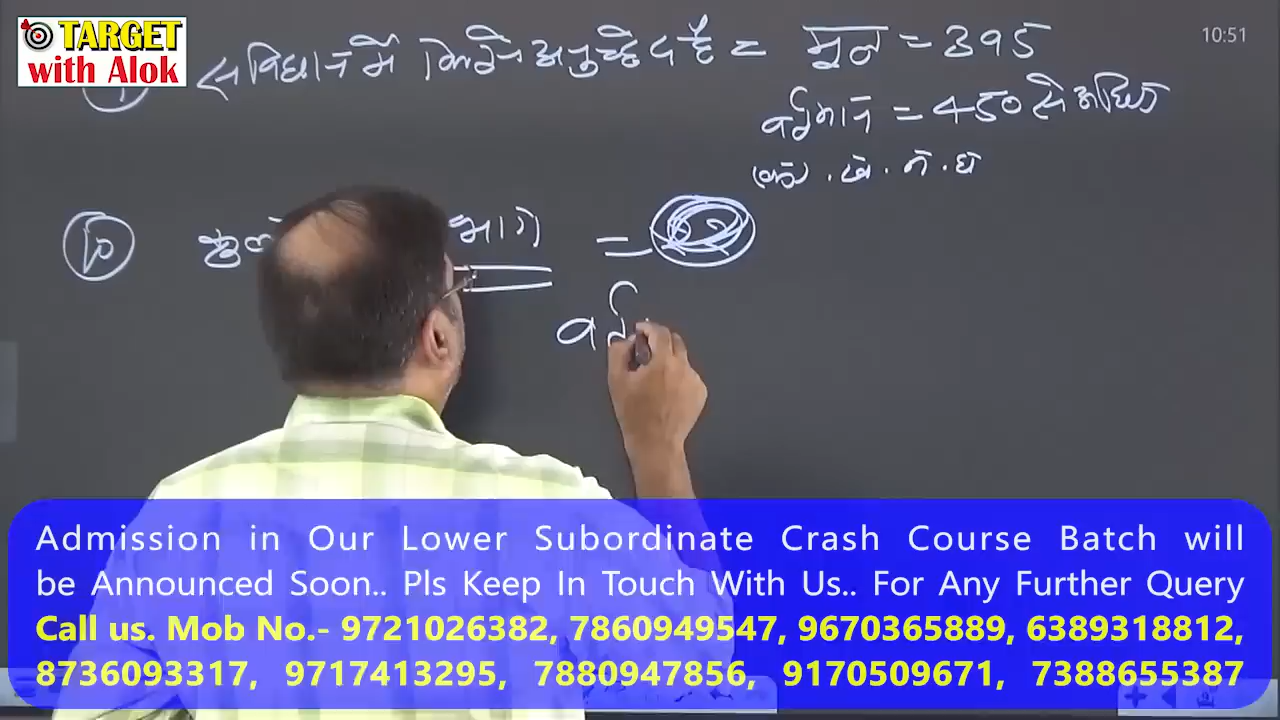 TARGET
with Alok
10:51
संविधान में कितने अनुच्छेद है = मूल = 395
वर्तमान = 450 से अधिक
क. ख. ग. घ
भाग =
Admission in Our Lower Subordinate Crash Course Batch will
be Announced Soon.. Pls Keep In Touch With Us.. For Any Further Query
Call us. Mob No.- 9721026382, 7860949547, 9670365889, 6389318812,
8736093317, 9717413295, 7880947856, 9170509671, 7388655387